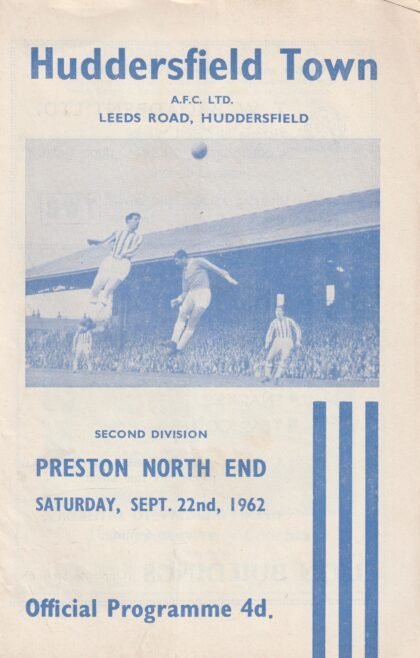 Huddersfield Town
A.F.C. LTD.
LEEDS ROAD, HUDDERSFIELD
SECOND DIVISION
PRESTON NORTH END
SATURDAY, SEPT. 22nd, 1962
Official Programme 4d.